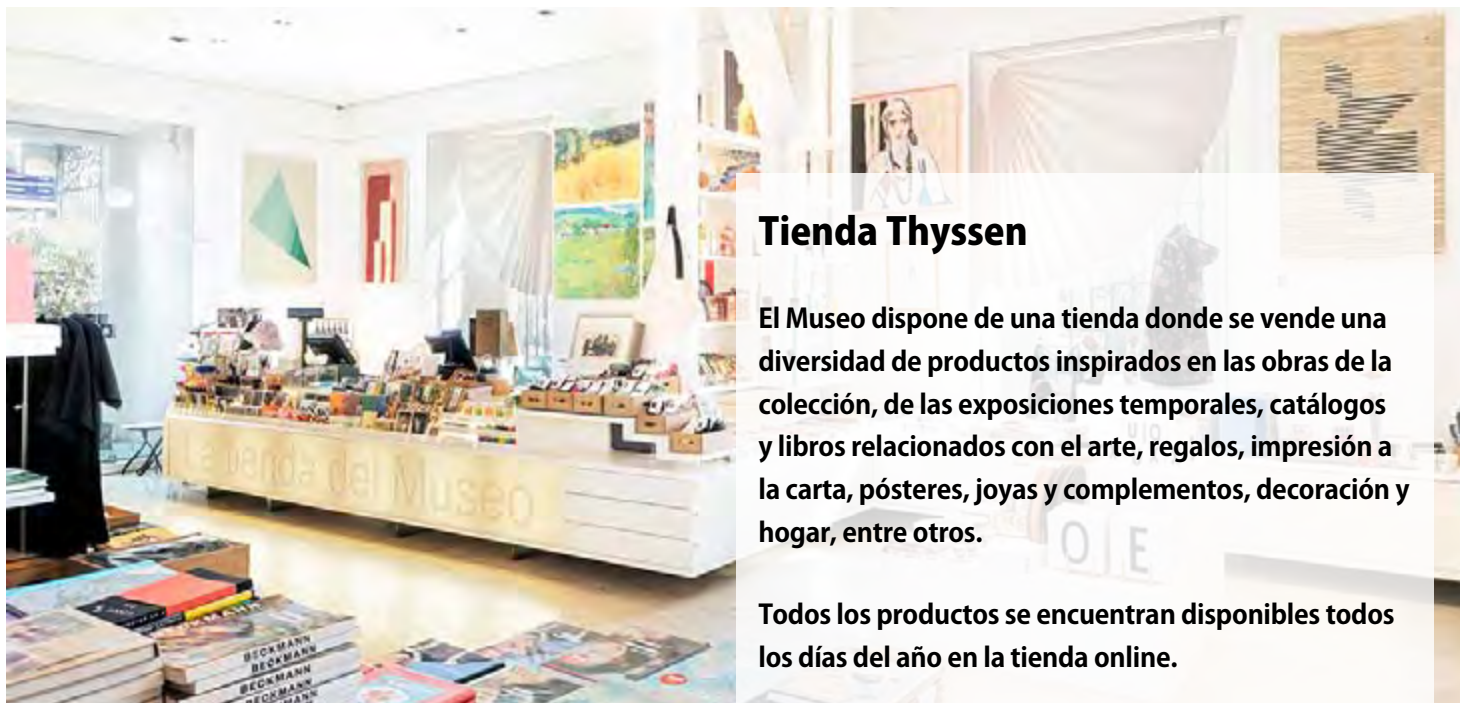 Tienda Thyssen
El Museo dispone de una tienda donde se vende una
diversidad de productos inspirados en las obras de la
colección, de las exposiciones temporales, catálogos
y libros relacionados con el arte, regalos, impresión a
la carta, pósteres, joyas y complementos, decoración y
hogar, entre otros.
Todos los productos se encuentran disponibles todos
los días del año en la tienda online.
La tienda del Museo
O E
BECKMANN
BECKMANN
BECKMANN
BECKMANN